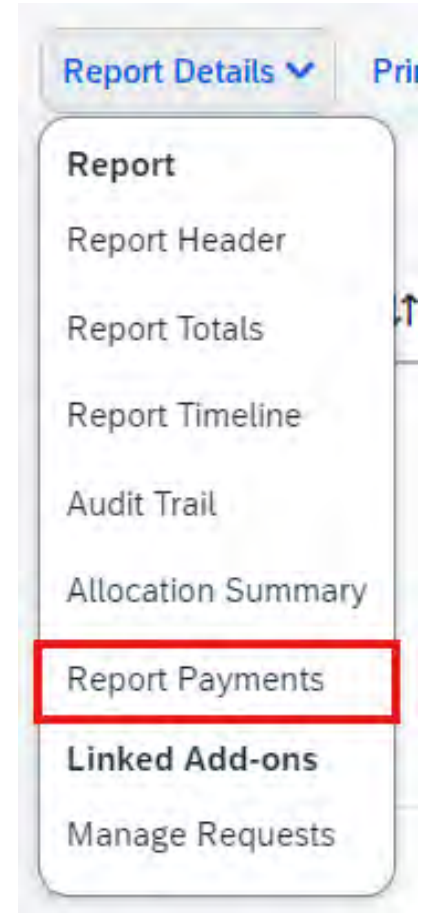 Report Details
Report
Report Header
Report Totals
Report Timeline
Audit Trail
Allocation Summary
Report Payments
Linked Add-ons
Manage Requests